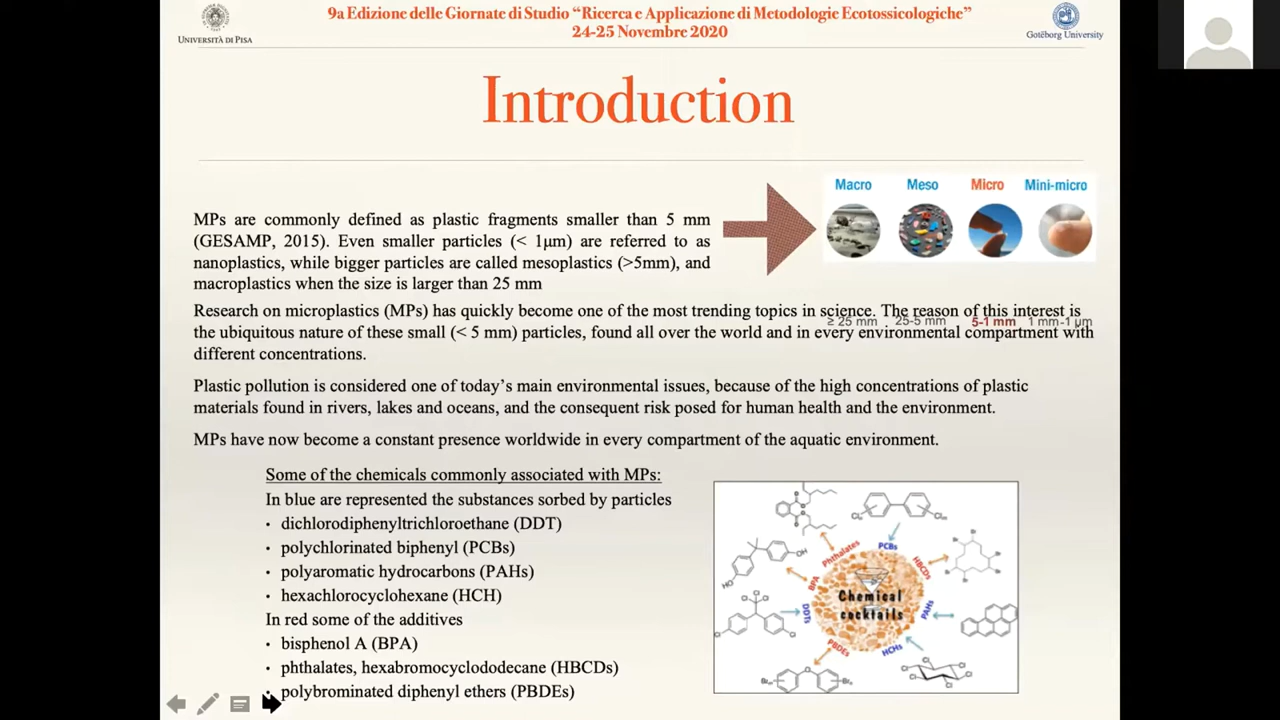 9a Edizione delle Giornate di Studio “Ricerca e Applicazione di Metodologie Ecotossicologiche”
24-25 Novembre 2020
UNIVERSITÀ DI PISA
Gotëborg University
Introduction
MPs are commonly defined as plastic fragments smaller than 5 mm
(GESAMP, 2015). Even smaller particles (< 1µm) are referred to as
nanoplastics, while bigger particles are called mesoplastics (>5mm), and
macroplastics when the size is larger than 25 mm
Macro Meso Micro Mini-micro
≥ 25 mm 25-5 mm 5-1 mm 1 mm-1 µm
Research on microplastics (MPs) has quickly become one of the most trending topics in science. The reason of this interest is
the ubiquitous nature of these small (< 5 mm) particles, found all over the world and in every environmental compartment with
different concentrations.
Plastic pollution is considered one of today’s main environmental issues, because of the high concentrations of plastic
materials found in rivers, lakes and oceans, and the consequent risk posed for human health and the environment.
MPs have now become a constant presence worldwide in every compartment of the aquatic environment.
Some of the chemicals commonly associated with MPs:
In blue are represented the substances sorbed by particles
• dichlorodiphenyltrichloroethane (DDT)
• polychlorinated biphenyl (PCBs)
• polyaromatic hydrocarbons (PAHs)
• hexachlorocyclohexane (HCH)
In red some of the additives
• bisphenol A (BPA)
• phthalates, hexabromocyclododecane (HBCDs)
• polybrominated diphenyl ethers (PBDEs)
Phthalates
PCBs
HBCDs
BPA
PAHs
DDTs
PBDEs
HCHs
Chemical
cocktails